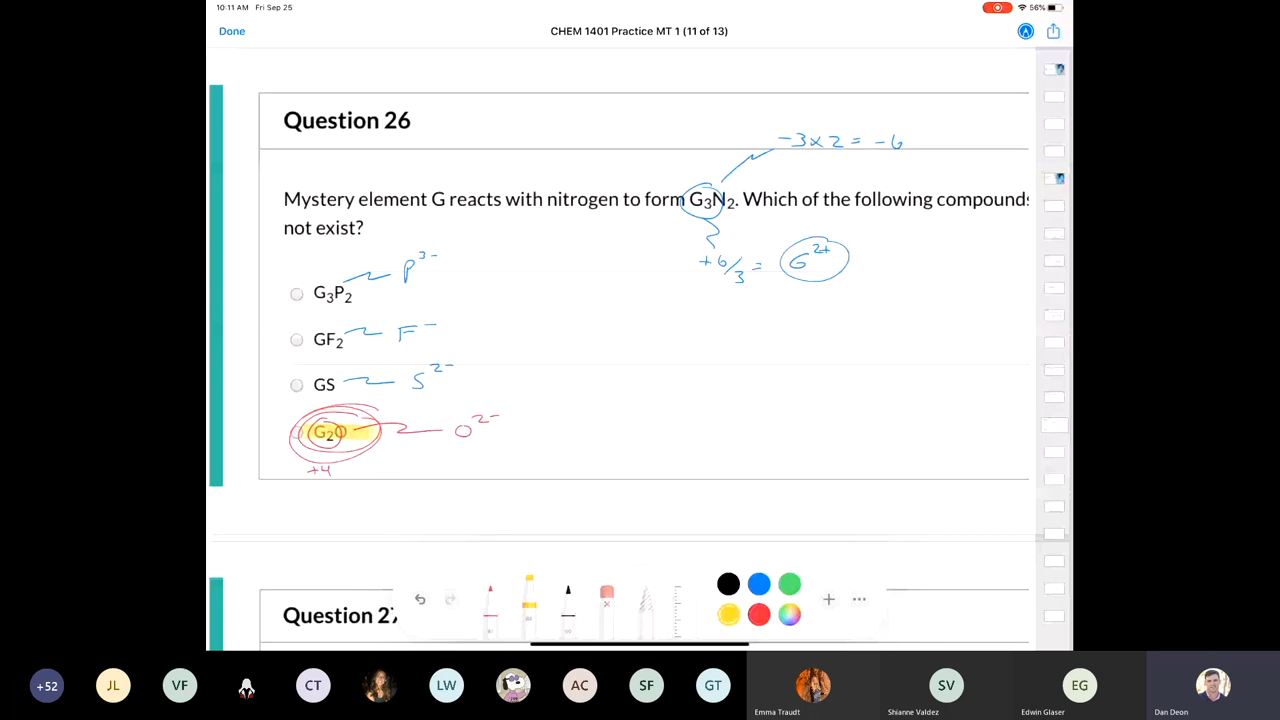 10:11 AM Fri Sep 25
56%
Done
CHEM 1401 Practice MT 1 (11 of 13)
Question 26
-3 x 2 = -6
Mystery element G reacts with nitrogen to form G₃N₂. Which of the following compounds
not exist?
+6/3 = G²⁺
G₃P₂ P³⁻
GF₂ F⁻
GS S²⁻
G₂O O²⁻
+4
Question 27
+52
JL
VF
CT
LW
AC
SF
GT
SV
EG
Emma Traudt
Shianne Valdez
Edwin Glaser
Dan Deon